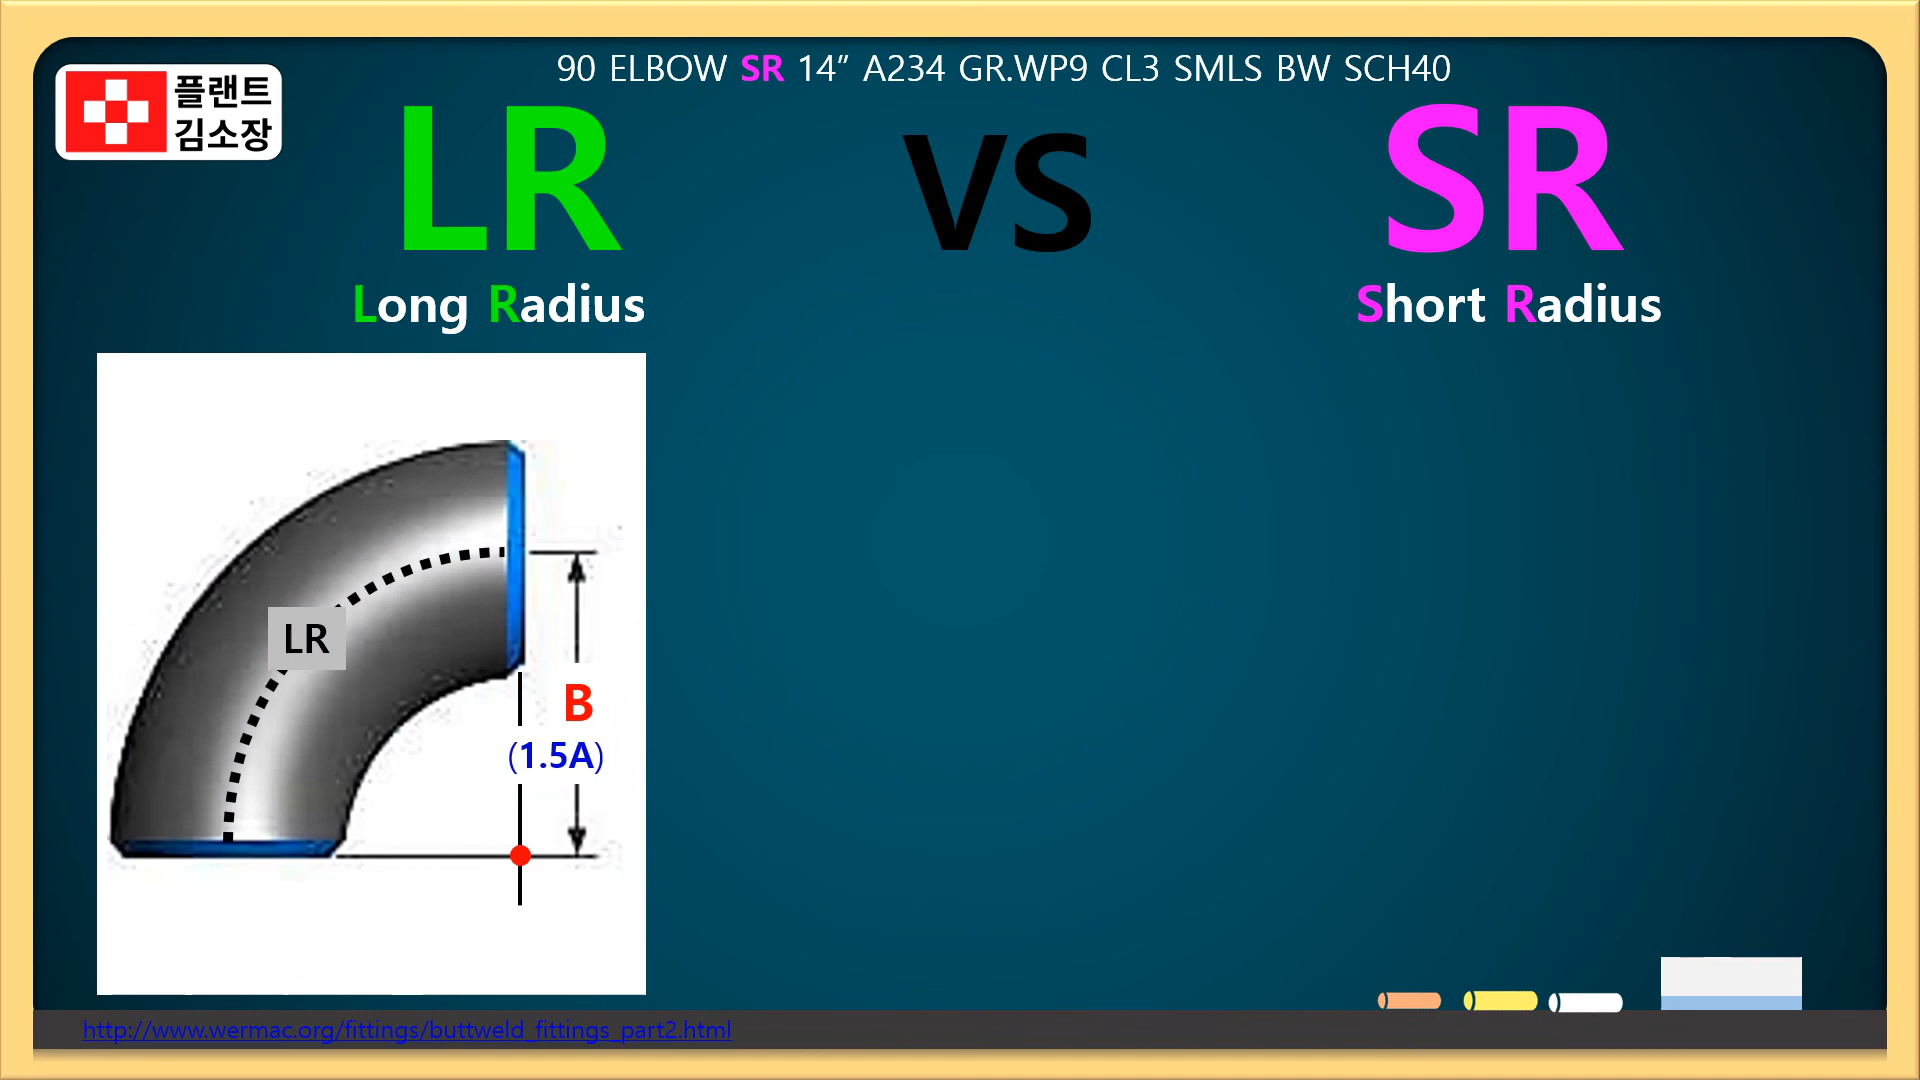 90 ELBOW SR 14” A234 GR.WP9 CL3 SMLS BW SCH40
플랜트
김소장
LR VS SR
Long Radius
Short Radius
LR
B
(1.5A)
http://www.wermac.org/fittings/buttweld_fittings_part2.html